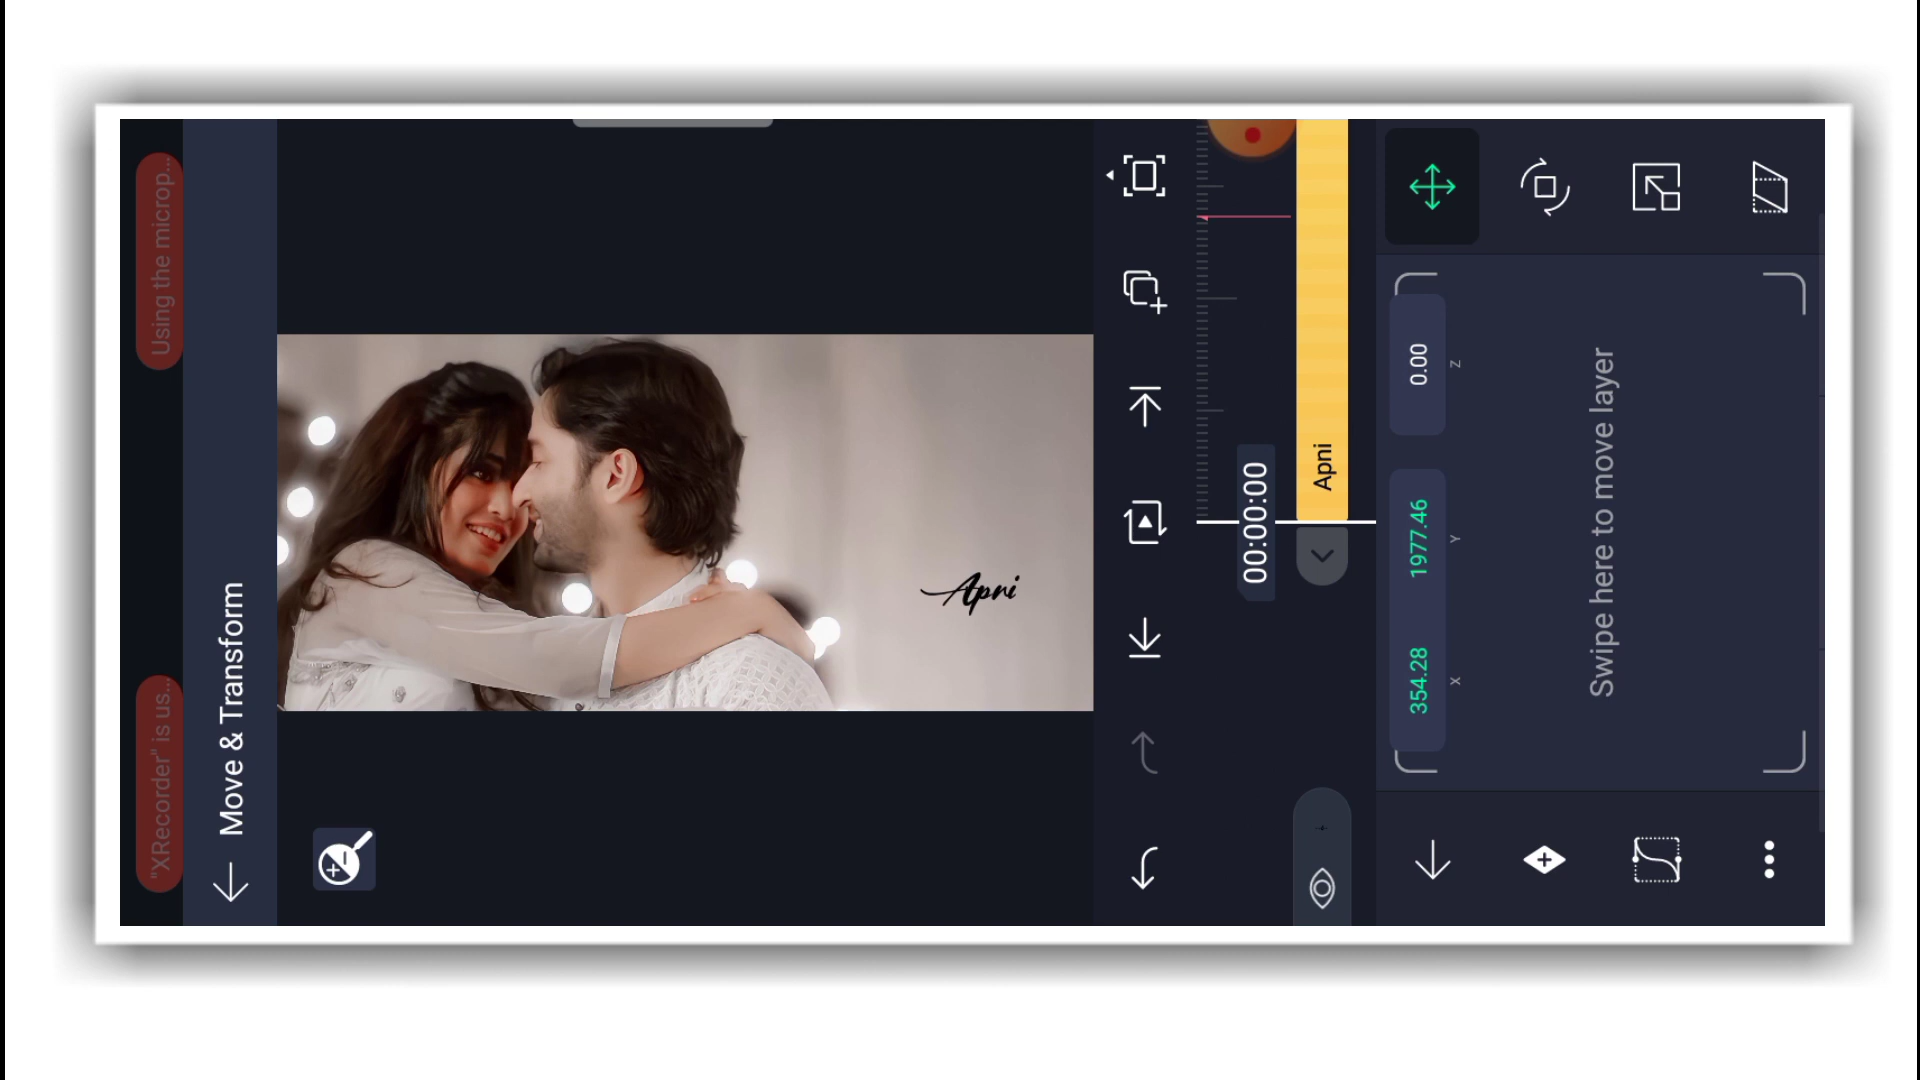 "XRecorder" is us...
Using the microp...
Move & Transform
Apni
00:00:00
Apni
354.28
1977.46
0.00
X
Y
Z
Swipe here to move layer